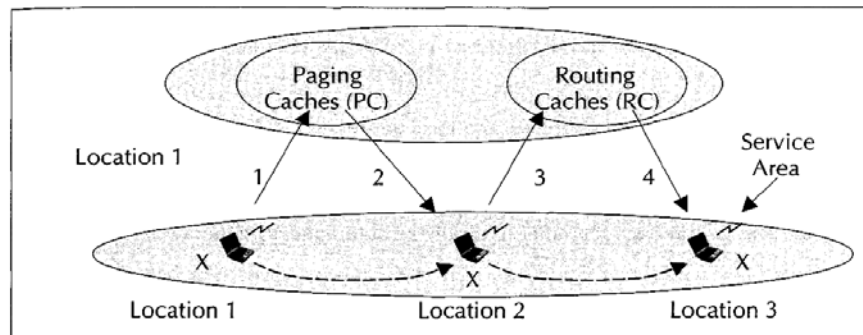 Paging
Caches (PC)
Routing
Caches (RC)
Location 1
1
2
3
4
Service
Area
X
X
X
Location 1
Location 2
Location 3